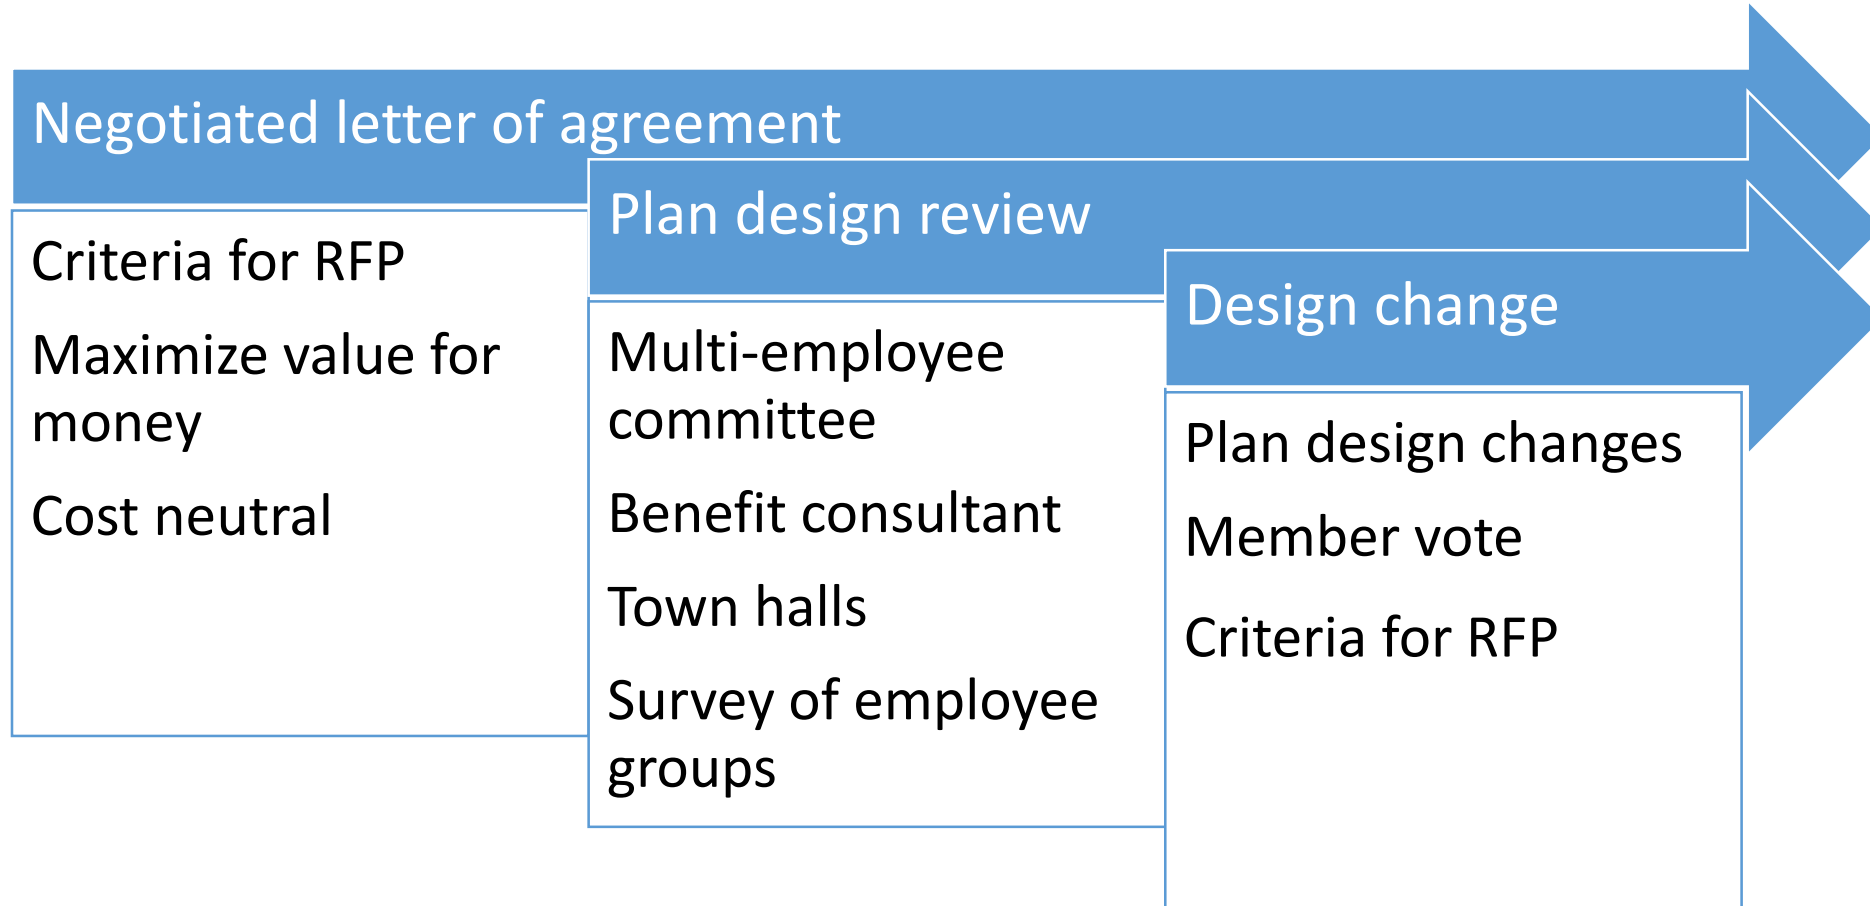 Negotiated letter of agreement
Criteria for RFP
Maximize value for
money
Cost neutral
Plan design review
Multi-employee
committee
Benefit consultant
Town halls
Survey of employee
groups
Design change
Plan design changes
Member vote
Criteria for RFP